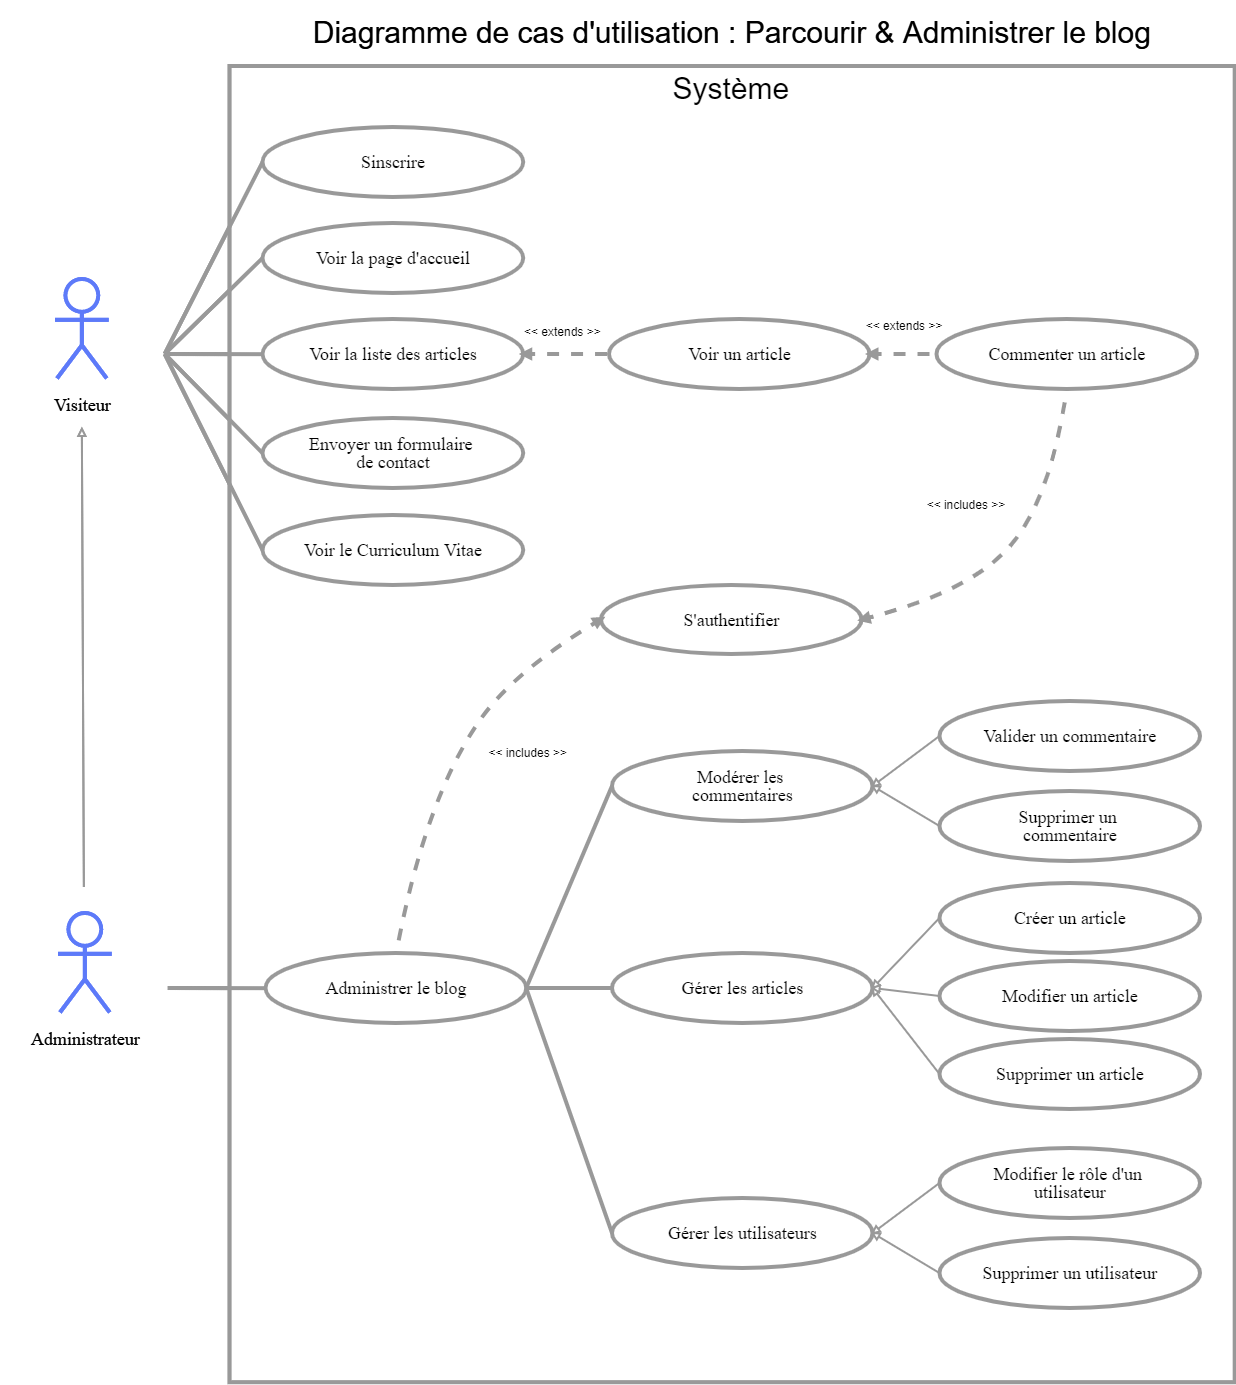 Diagramme de cas d'utilisation : Parcourir & Administrer le blog
Système
Sinscrire
Voir la page d'accueil
Visiteur
Voir la liste des articles
<< extends >>
Voir un article
<< extends >>
Commenter un article
Envoyer un formulaire
de contact
Voir le Curriculum Vitae
<< includes >>
S'authentifier
<< includes >>
Modérer les
commentaires
Valider un commentaire
Supprimer un
commentaire
Administrateur
Administrer le blog
Gérer les articles
Créer un article
Modifier un article
Supprimer un article
Gérer les utilisateurs
Modifier le rôle d'un
utilisateur
Supprimer un utilisateur